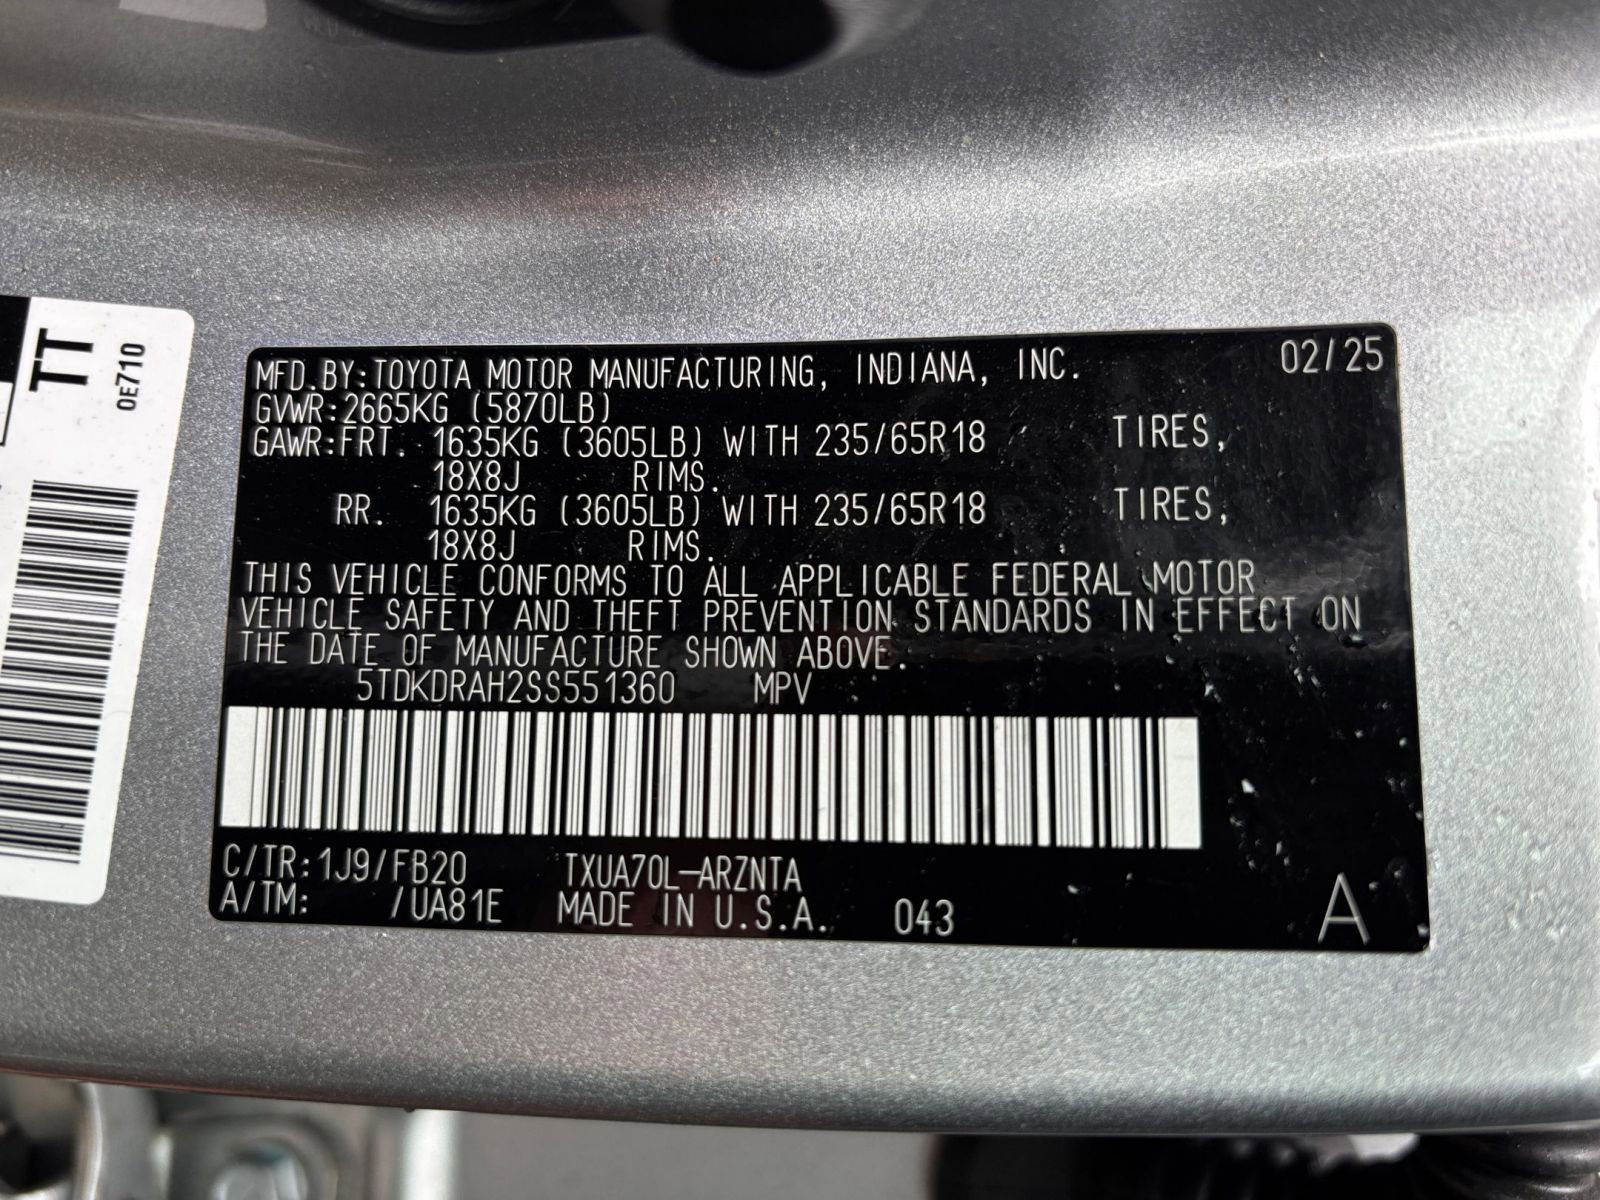 TT
0E710
MFD.BY:TOYOTA MOTOR MANUFACTURING, INDIANA, INC. 02/25
GVWR:2665KG (5870LB)
GAWR:FRT. 1635KG (3605LB) WITH 235/65R18 TIRES,
18X8J RIMS.
RR. 1635KG (3605LB) WITH 235/65R18 TIRES,
18X8J RIMS.
THIS VEHICLE CONFORMS TO ALL APPLICABLE FEDERAL MOTOR
VEHICLE SAFETY AND THEFT PREVENTION STANDARDS IN EFFECT ON
THE DATE OF MANUFACTURE SHOWN ABOVE.
5TDKDRAH2SS551360 MPV
C/TR:1J9/FB20 TXUA70L-ARZNTA
A/TM: /UA81E MADE IN U.S.A. 043 A